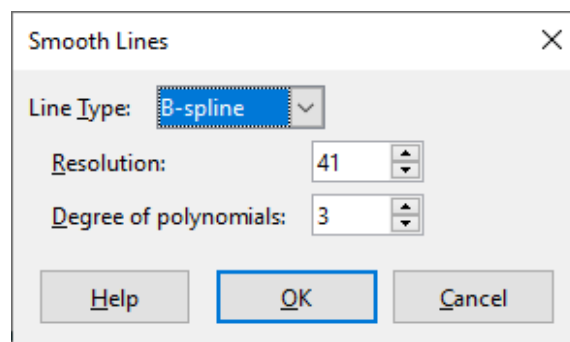 Smooth Lines
Line Type: B-spline
Resolution: 41
Degree of polynomials: 3
Help OK Cancel